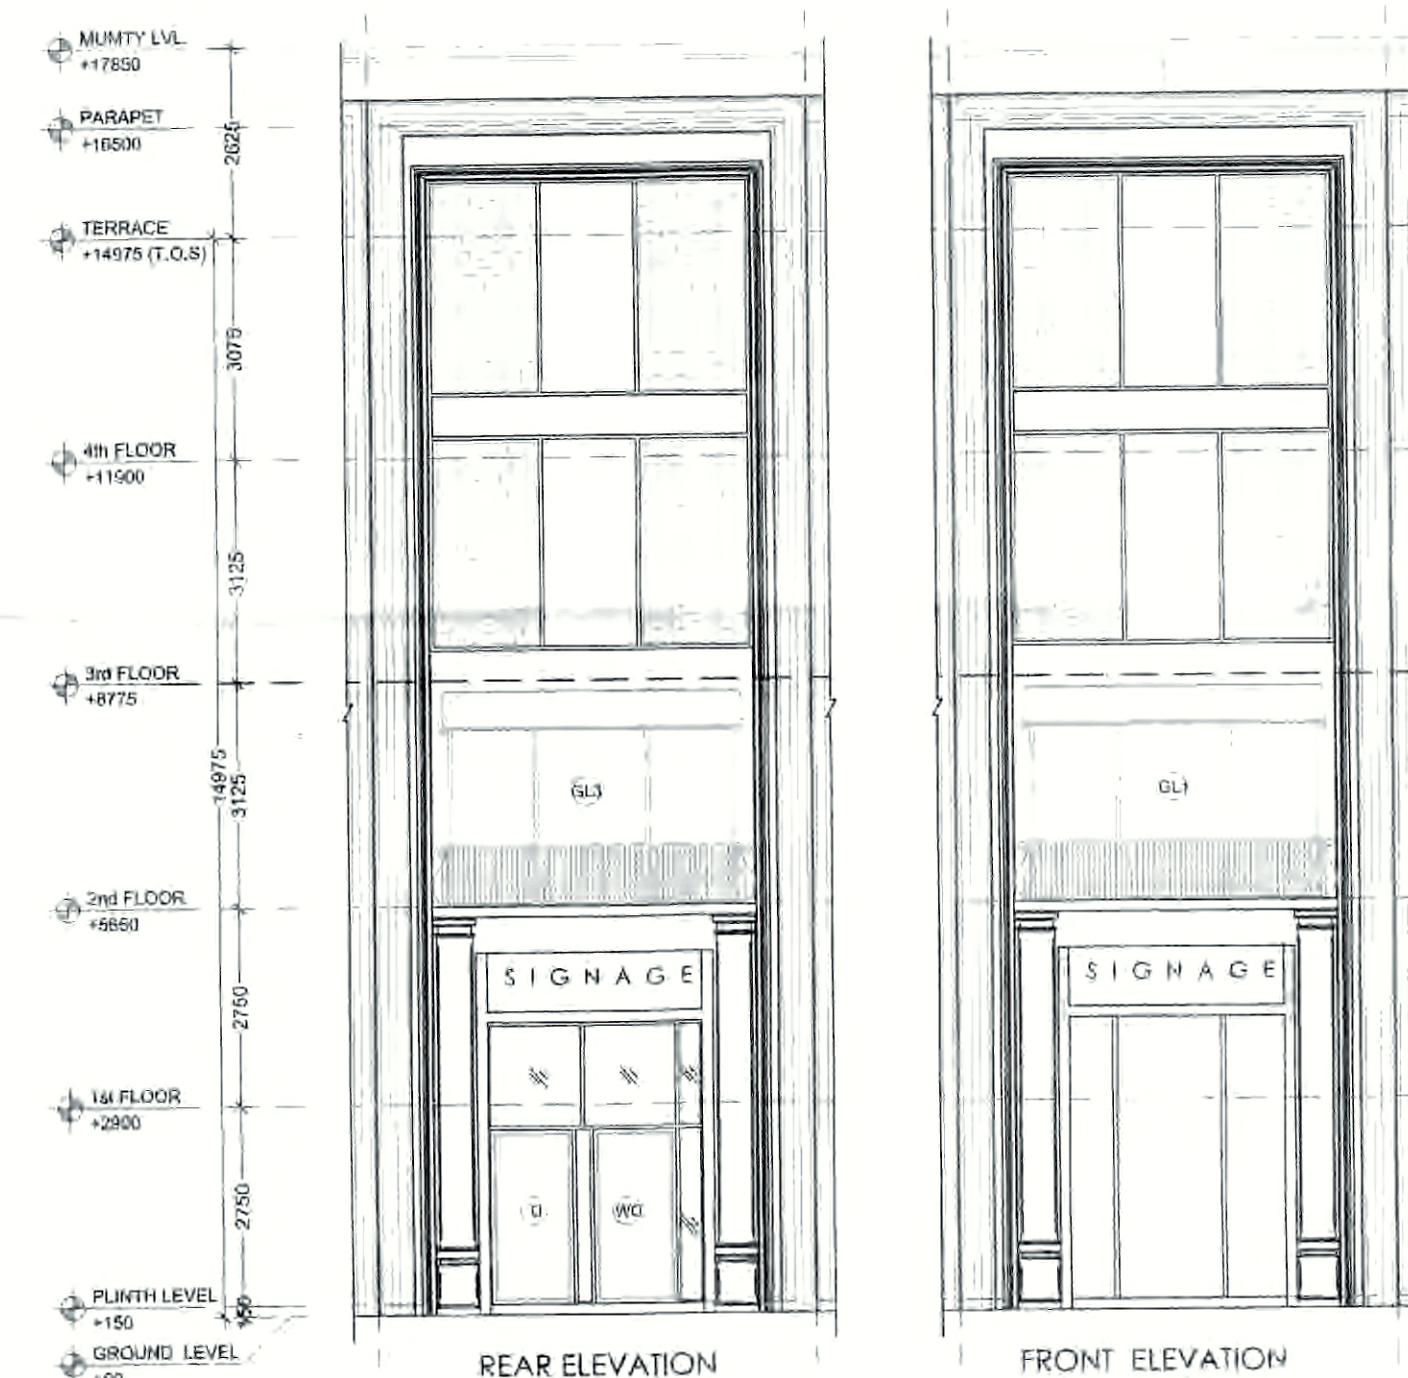 MUMTY LVL
+17850
PARAPET
+16500
2625
TERRACE
+14975 (T.O.S)
3075
4th FLOOR
+11900
3125
3rd FLOOR
+8775
14975
3125
GL1
2nd FLOOR
+5650
SIGNAGE
SIGNAGE
2750
1st FLOOR
+2900
2750
PLINTH LEVEL
+150
150
GROUND LEVEL
REAR ELEVATION
FRONT ELEVATION